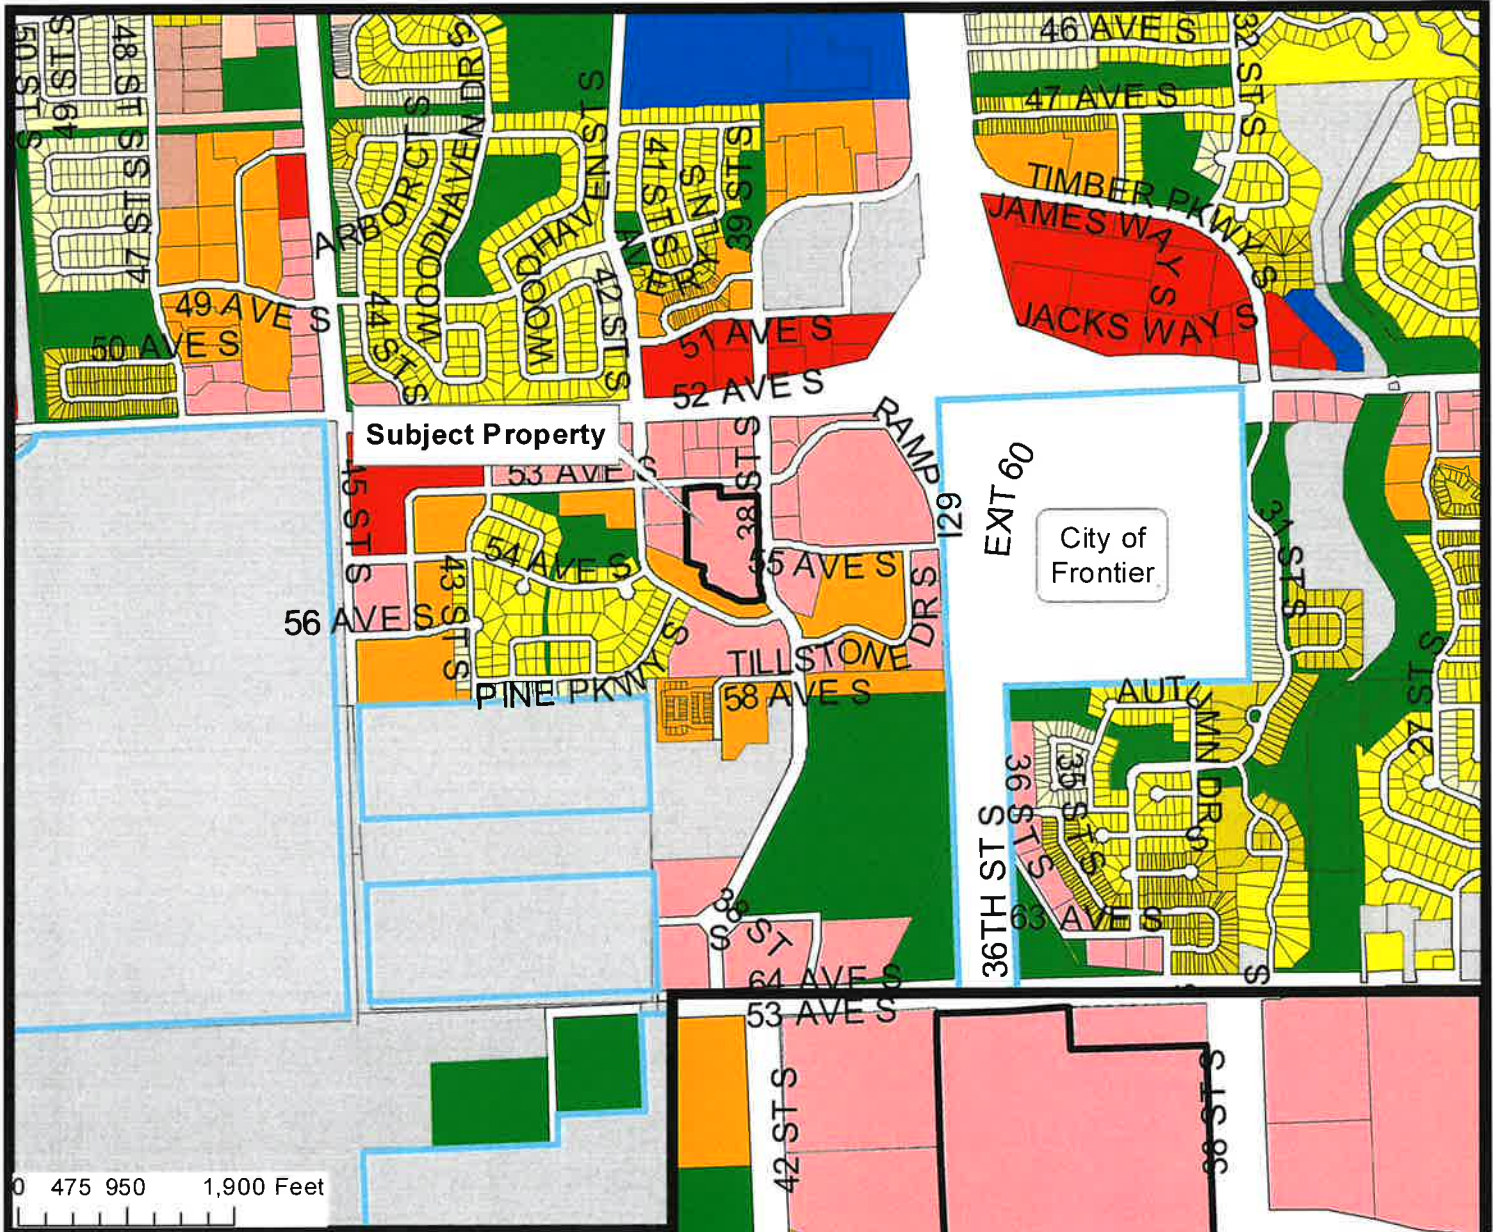 50 ST S
49 ST S
48 ST S
47 ST S
S
46 AVE S
32 ST S
47 AVE S
ARBOR CT S
WOODHAVEN DR S
WOODHAVEN ST S
41 ST S
39 ST S
AVERY LN S
TIMBER PKWY S
JAMES WAY S
JACKS WAY S
49 AVE S
50 AVE S
44 ST S
42 ST S
51 AVE S
52 AVE S
Subject Property
53 AVE S
38 ST S
RAMP
I29
EXIT 60
City of
Frontier
45 ST S
43 ST S
54 AVE S
55 AVE S
31 ST S
56 AVE S
DR S
TILLSTONE
PINE PKWY S
58 AVE S
AUTUMN DR S
27 ST S
36 ST S
35 ST S
36TH ST S
63 AVE S
38 ST S
64 AVE S
S
S
53 AVE S
42 ST S
38 ST S
0 475 950 1,900 Feet